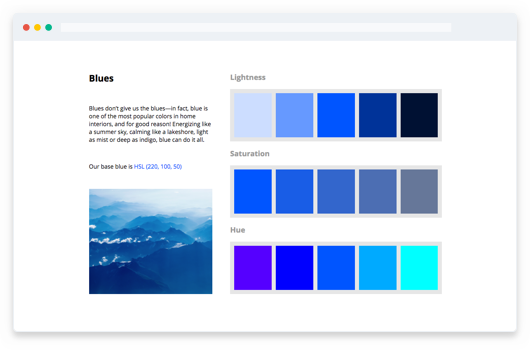 Blues
Blues don't give us the blues—in fact, blue is
one of the most popular colors in home
interiors, and for good reason! Energizing like
a summer sky, calming like a lakeshore, light
as mist or deep as indigo, blue can do it all.
Our base blue is HSL (220, 100, 50)
Lightness
Saturation
Hue